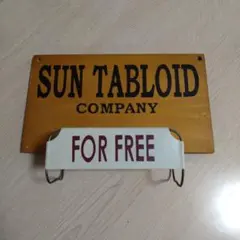 SUN TABLOID
COMPANY
FOR FREE